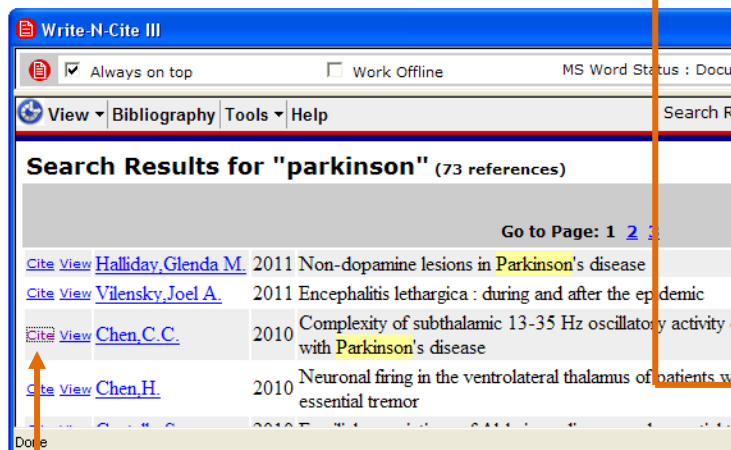 Write-N-Cite III
Always on top Work Offline MS Word Status : Docu
View Bibliography Tools Help Search R
Search Results for "parkinson" (73 references)
Go to Page: 1 2 3
Cite View Halliday,Glenda M. 2011 Non-dopamine lesions in Parkinson's disease
Cite View Vilensky,Joel A. 2011 Encephalitis lethargica : during and after the epidemic
Cite View Chen,C.C. 2010 Complexity of subthalamic 13-35 Hz oscillatory activity
with Parkinson's disease
Cite View Chen,H. 2010 Neuronal firing in the ventrolateral thalamus of patients w
essential tremor
Done